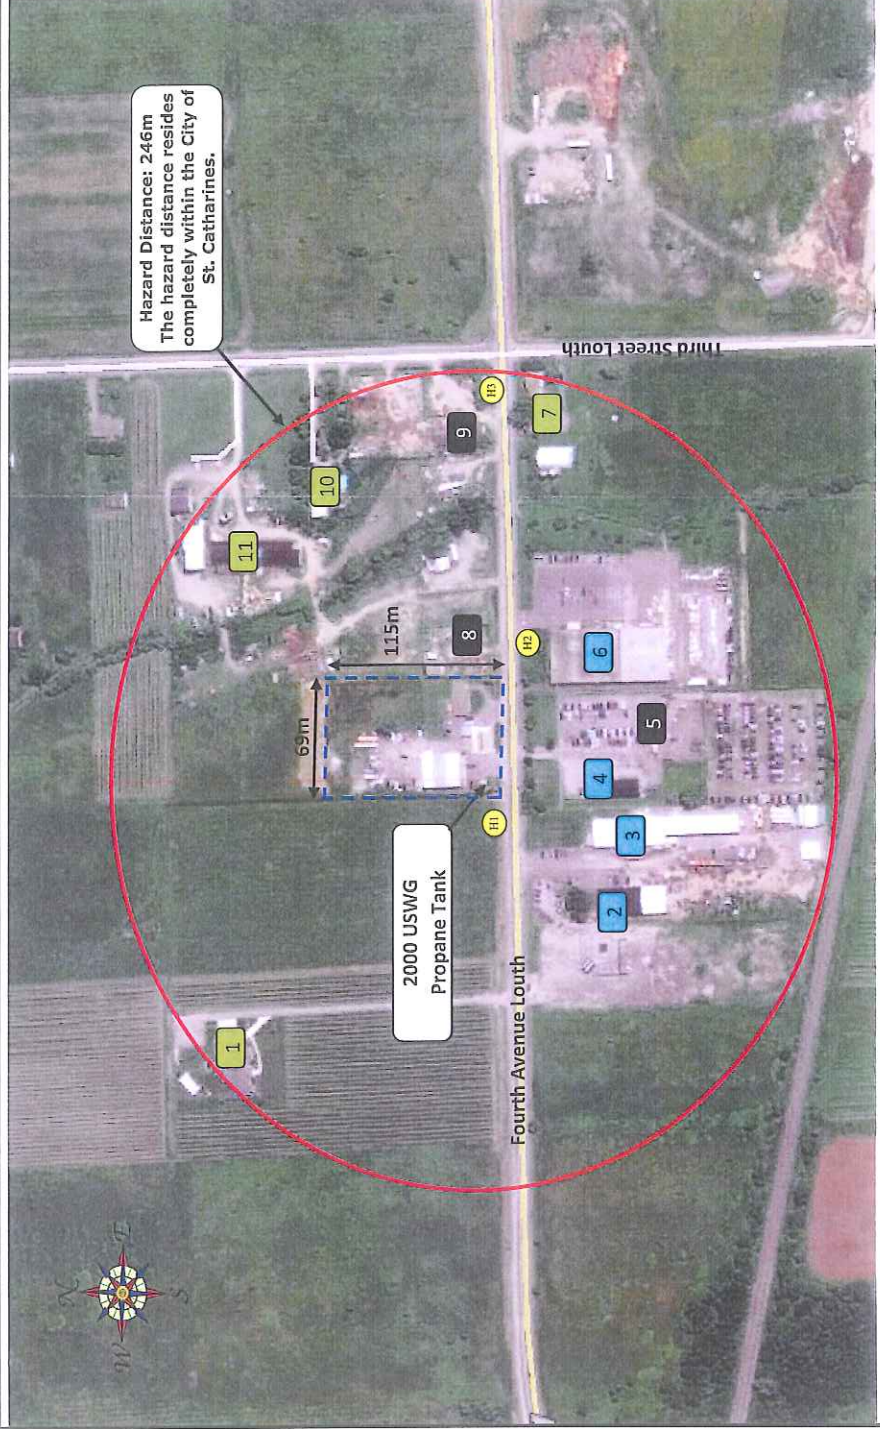 Hazard Distance: 246m
The hazard distance resides
completely within the City of
St. Catharines.
Third Street Louth
7
H3
9
10
11
115m
8
H2
6
69m
5
4
H1
3
2000 USWG
Propane Tank
2
Fourth Avenue Louth
1
N
E
S
W